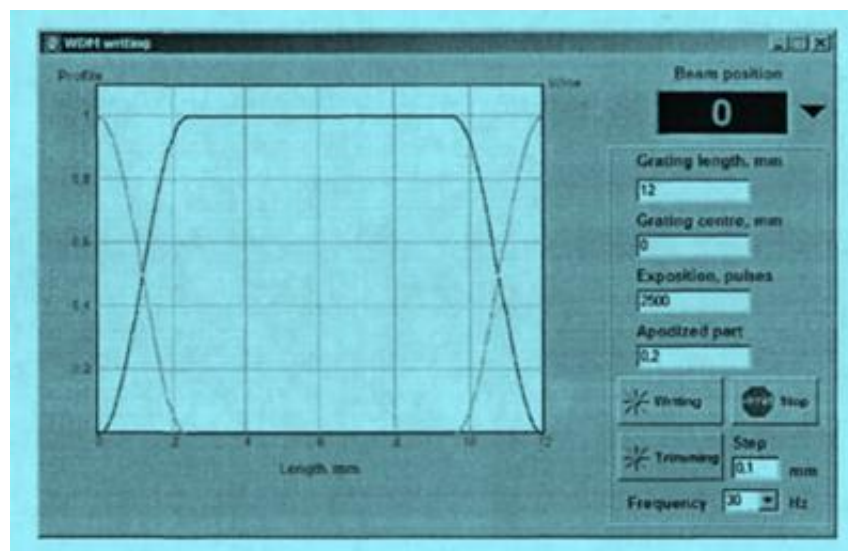 WDM writing
Profile
Beam position
0
Grating length, mm
12
Grating centre, mm
0
Exposition, pulses
2500
Apodized part
0,2
Writing
Stop
Trimming
Step
0,1
mm
Frequency
30
Hz
1
0,8
0,6
0,4
0,2
0
2
4
6
8
10
12
Length, mm